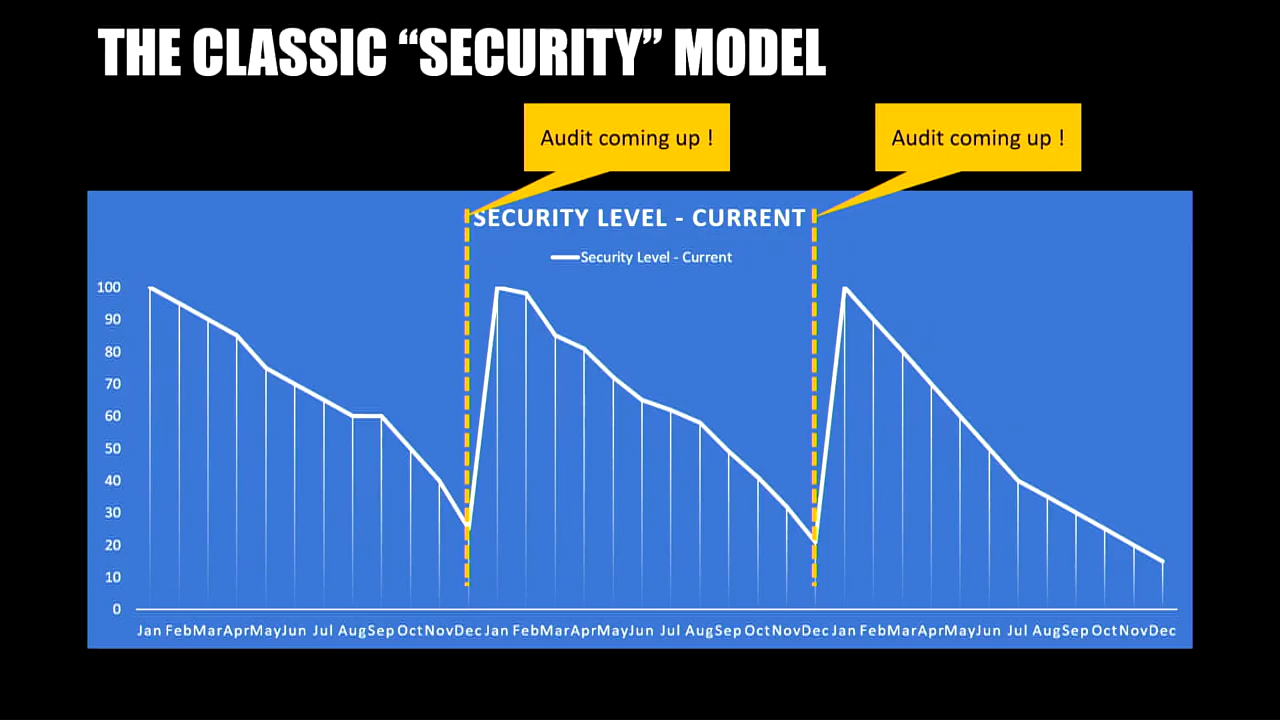 THE CLASSIC “SECURITY” MODEL
Audit coming up !
Audit coming up !
SECURITY LEVEL - CURRENT
Security Level - Current
100
90
80
70
60
50
40
30
20
10
0
Jan Feb Mar Apr May Jun Jul Aug Sep Oct Nov Dec Jan Feb Mar Apr May Jun Jul Aug Sep Oct Nov Dec Jan Feb Mar Apr May Jun Jul Aug Sep Oct Nov Dec